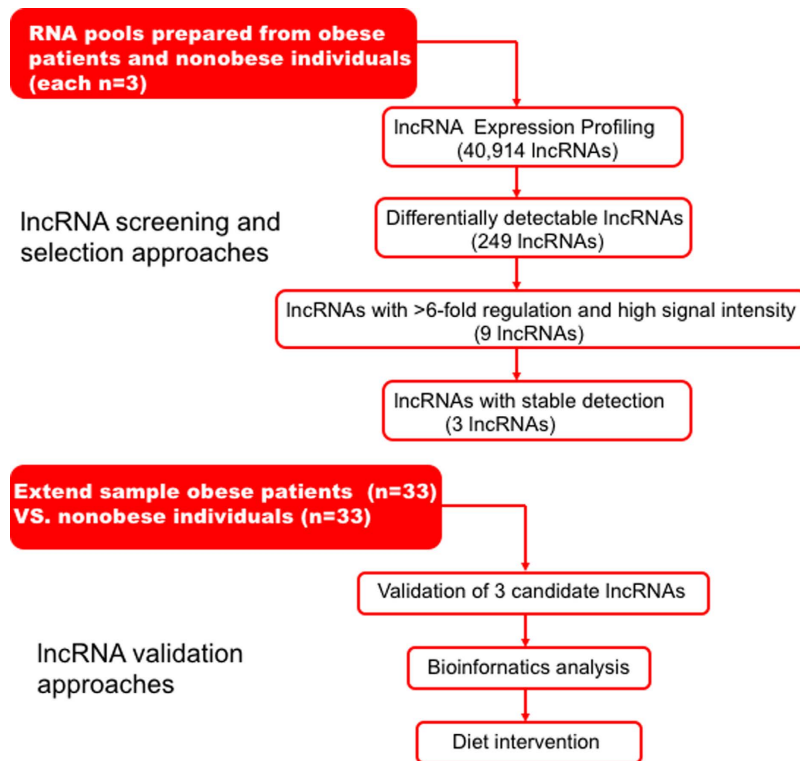 RNA pools prepared from obese
patients and nonobese individuals
(each n=3)
lncRNA Expression Profiling
(40,914 lncRNAs)
lncRNA screening and
selection approaches
Differentially detectable lncRNAs
(249 lncRNAs)
lncRNAs with >6-fold regulation and high signal intensity
(9 lncRNAs)
lncRNAs with stable detection
(3 lncRNAs)
Extend sample obese patients (n=33)
VS. nonobese individuals (n=33)
Validation of 3 candidate lncRNAs
lncRNA validation
approaches
Bioinfornatics analysis
Diet intervention